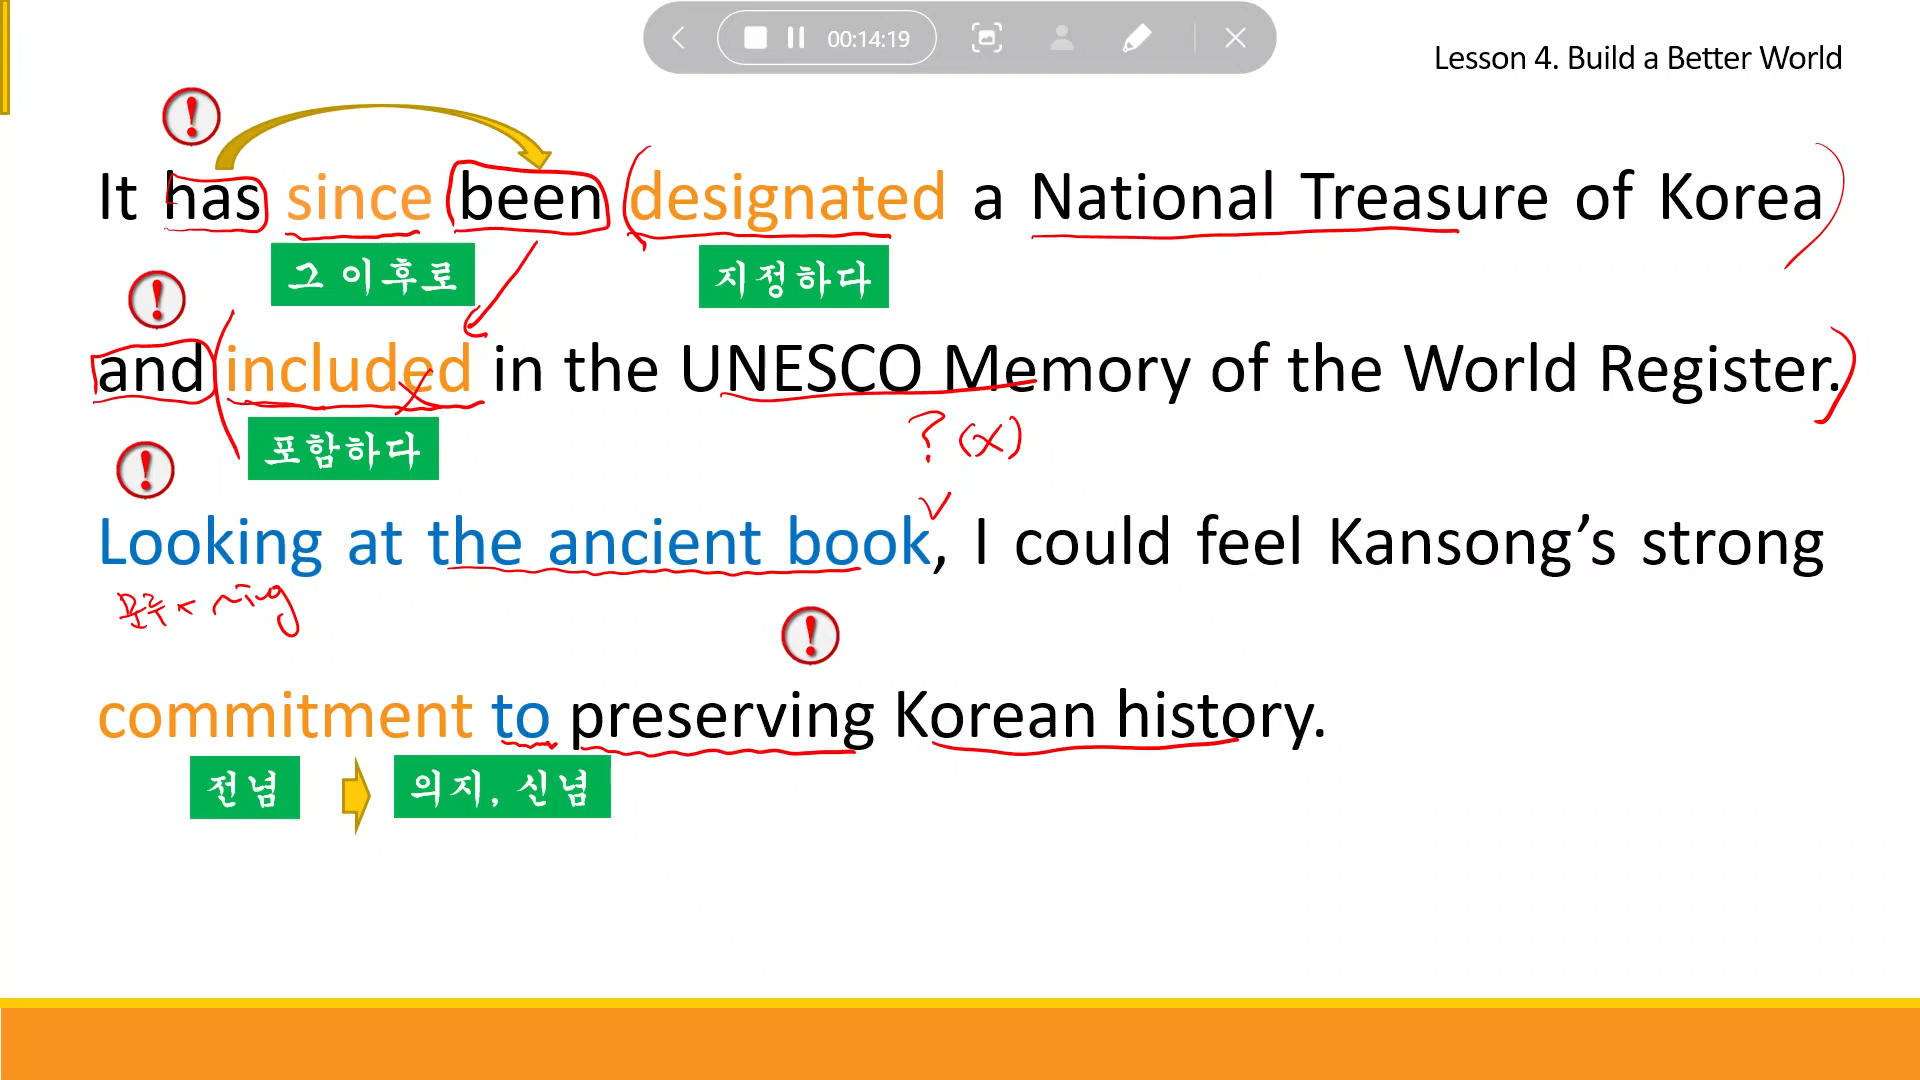 00:14:19
Lesson 4. Build a Better World
It has since been designated a National Treasure of Korea
그 이후로 지정하다
and included in the UNESCO Memory of the World Register.
? (x)
포함하다
Looking at the ancient book, I could feel Kansong’s strong
~ing
commitment to preserving Korean history.
전념 의지, 신념